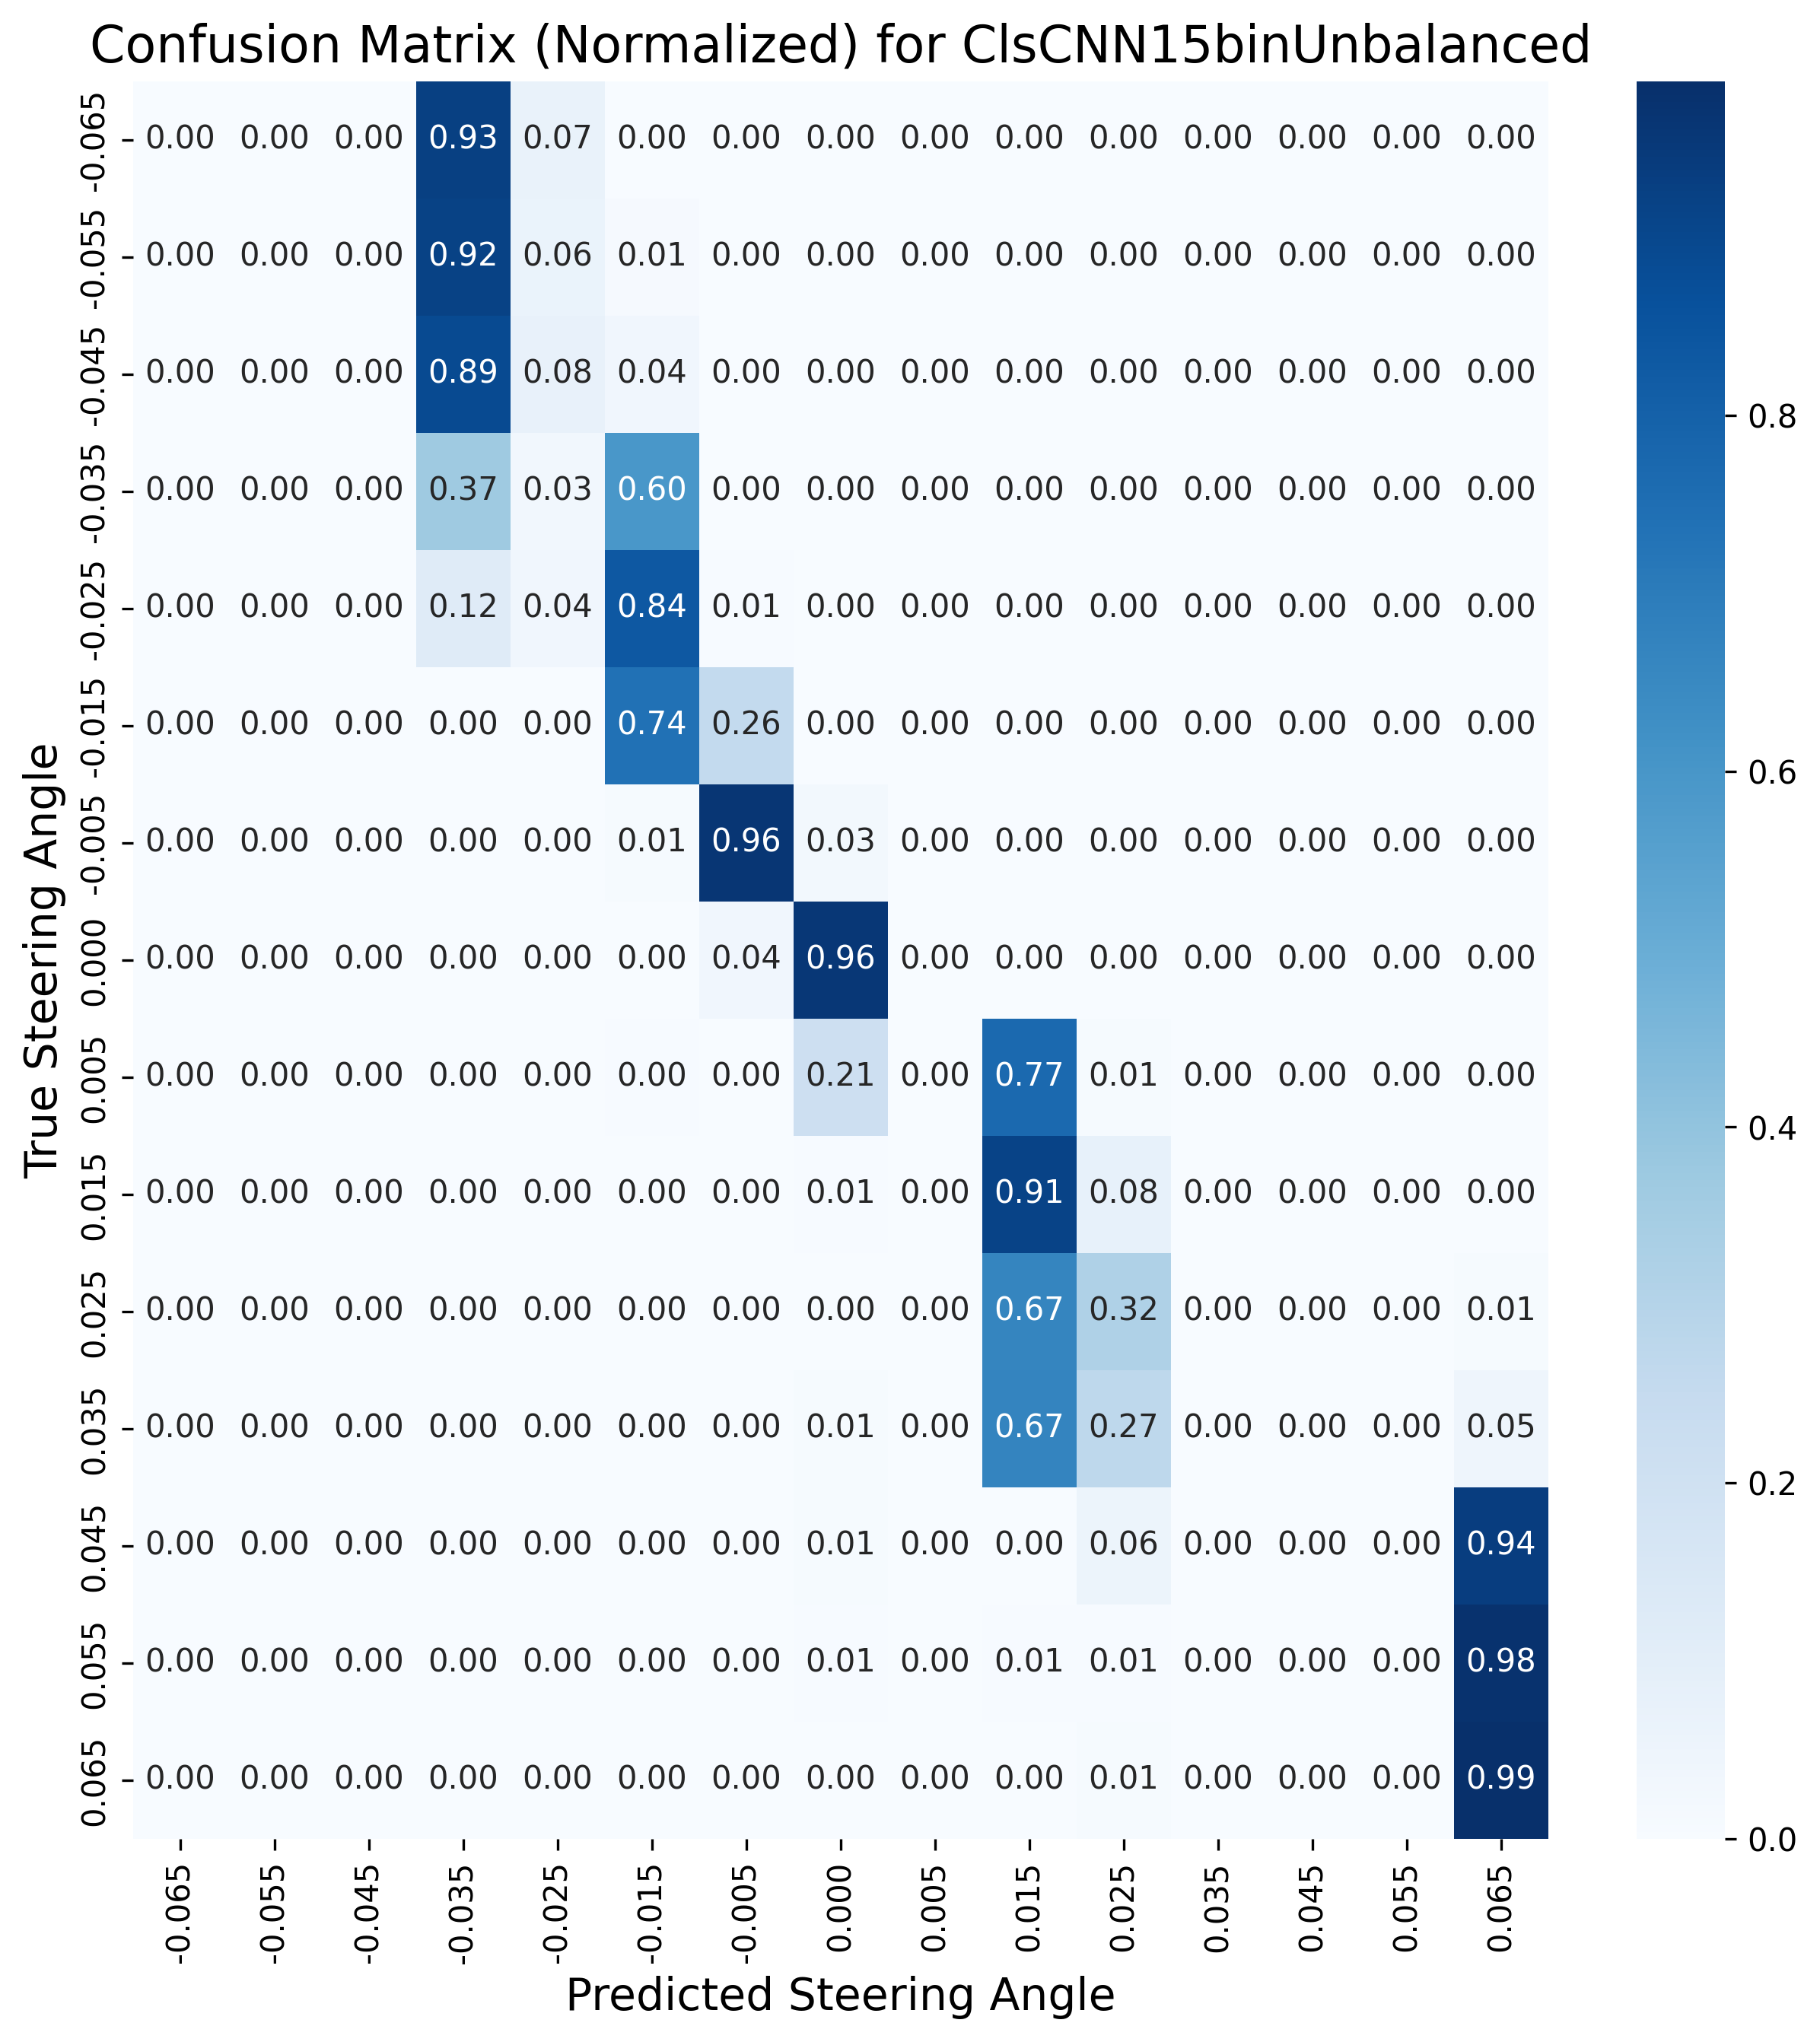 Confusion Matrix (Normalized) for ClsCNN15binUnbalanced
True Steering Angle
-0.065 0.00 0.00 0.00 0.93 0.07 0.00 0.00 0.00 0.00 0.00 0.00 0.00 0.00 0.00 0.00
-0.055 0.00 0.00 0.00 0.92 0.06 0.01 0.00 0.00 0.00 0.00 0.00 0.00 0.00 0.00 0.00
-0.045 0.00 0.00 0.00 0.89 0.08 0.04 0.00 0.00 0.00 0.00 0.00 0.00 0.00 0.00 0.00
-0.035 0.00 0.00 0.00 0.37 0.03 0.60 0.00 0.00 0.00 0.00 0.00 0.00 0.00 0.00 0.00
-0.025 0.00 0.00 0.00 0.12 0.04 0.84 0.01 0.00 0.00 0.00 0.00 0.00 0.00 0.00 0.00
-0.015 0.00 0.00 0.00 0.00 0.00 0.74 0.26 0.00 0.00 0.00 0.00 0.00 0.00 0.00 0.00
-0.005 0.00 0.00 0.00 0.00 0.00 0.01 0.96 0.03 0.00 0.00 0.00 0.00 0.00 0.00 0.00
0.000 0.00 0.00 0.00 0.00 0.00 0.00 0.04 0.96 0.00 0.00 0.00 0.00 0.00 0.00 0.00
0.005 0.00 0.00 0.00 0.00 0.00 0.00 0.00 0.21 0.00 0.77 0.01 0.00 0.00 0.00 0.00
0.015 0.00 0.00 0.00 0.00 0.00 0.00 0.00 0.01 0.00 0.91 0.08 0.00 0.00 0.00 0.00
0.025 0.00 0.00 0.00 0.00 0.00 0.00 0.00 0.00 0.00 0.67 0.32 0.00 0.00 0.00 0.01
0.035 0.00 0.00 0.00 0.00 0.00 0.00 0.00 0.01 0.00 0.67 0.27 0.00 0.00 0.00 0.05
0.045 0.00 0.00 0.00 0.00 0.00 0.00 0.00 0.01 0.00 0.00 0.06 0.00 0.00 0.00 0.94
0.055 0.00 0.00 0.00 0.00 0.00 0.00 0.00 0.01 0.00 0.01 0.01 0.00 0.00 0.00 0.98
0.065 0.00 0.00 0.00 0.00 0.00 0.00 0.00 0.00 0.00 0.00 0.01 0.00 0.00 0.00 0.99
-0.065 -0.055 -0.045 -0.035 -0.025 -0.015 -0.005 0.000 0.005 0.015 0.025 0.035 0.045 0.055 0.065
Predicted Steering Angle
0.8
0.6
0.4
0.2
0.0